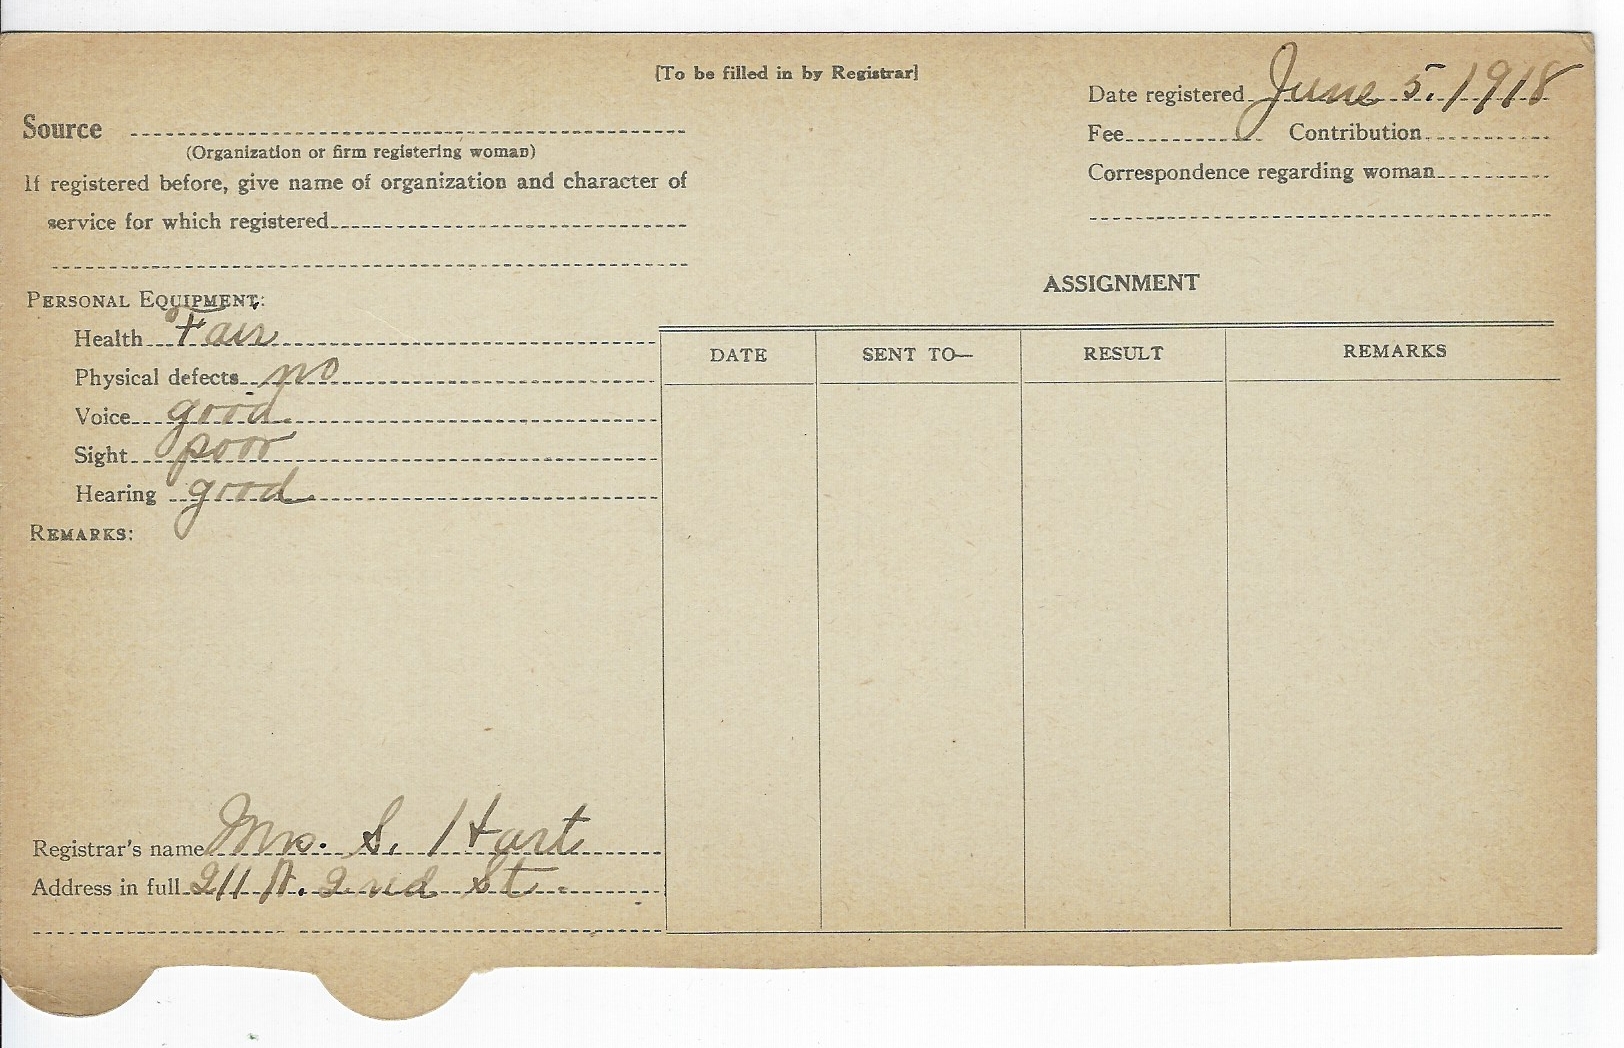 [To be filled in by Registrar]
Date registered June 5. 1918
Source
Fee Contribution
(Organization or firm registering woman)
Correspondence regarding woman
If registered before, give name of organization and character of
service for which registered
PERSONAL EQUIPMENT:
Health Fair
Physical defects no
Voice good
Sight poor
Hearing good
REMARKS:
Registrar's name Mrs. S. Hart
Address in full 211 N. 2nd St.
ASSIGNMENT
DATE SENT TO— RESULT REMARKS